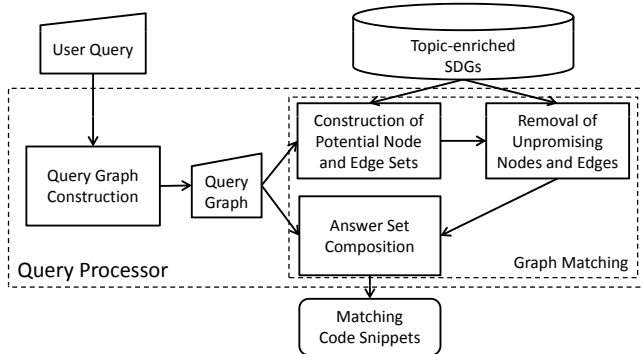 User Query
Topic-enriched
SDGs
Construction of
Potential Node
and Edge Sets
Removal of
Unpromising
Nodes and Edges
Query Graph
Construction
Query
Graph
Answer Set
Composition
Query Processor
Graph Matching
Matching
Code Snippets